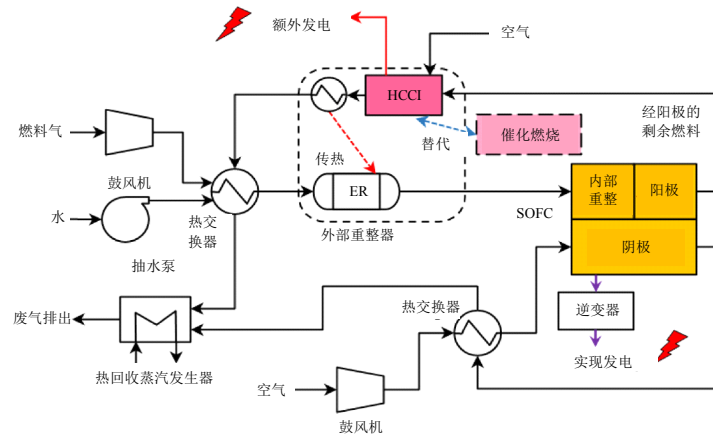 额外发电
空气
HCCI
经阳极的
剩余燃料
燃料气
催化燃烧
替代
传热
鼓风机
ER
内部
重整
阳极
SOFC
水
热交
换器
外部重整器
阴极
抽水泵
热交换器
逆变器
废气排出
实现发电
热回收蒸汽发生器
空气
鼓风机